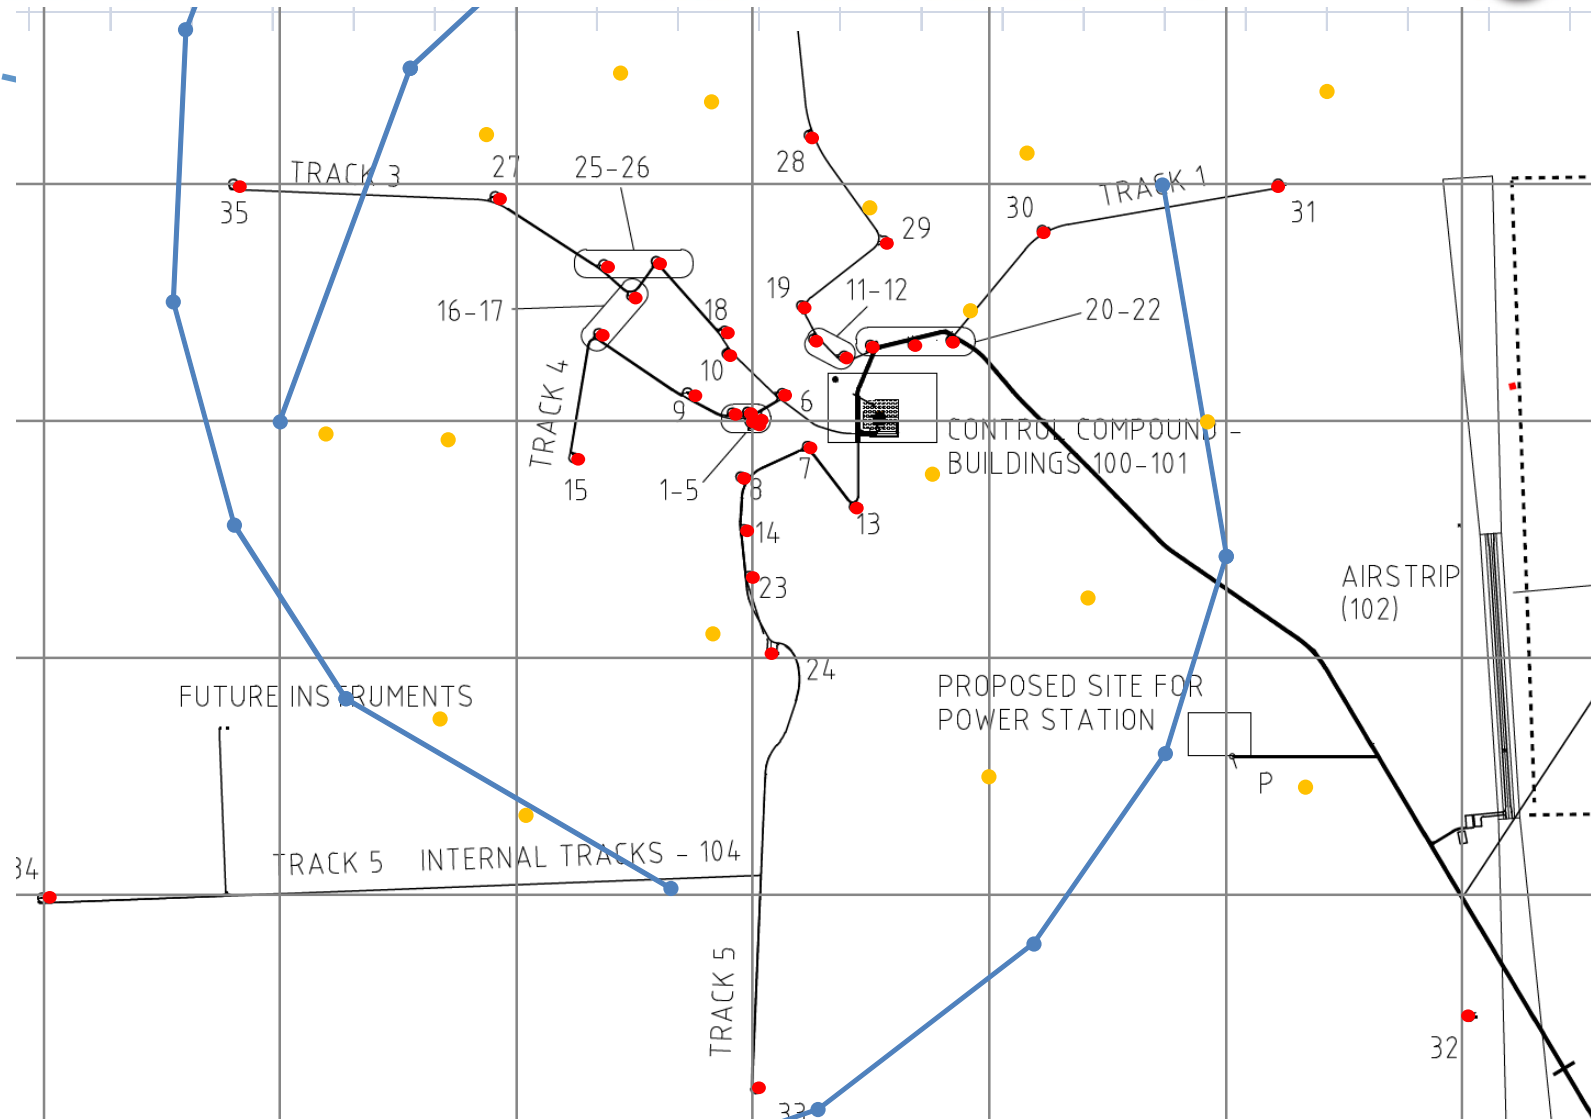 28
TRACK 3
27
25-26
TRACK 1
35
30
31
29
19
11-12
16-17
18
20-22
10
TRACK 4
9
6
CONTROL COMPOUND -
BUILDINGS 100-101
7
15
1-5
8
13
14
23
AIRSTRIP
(102)
24
FUTURE INSTRUMENTS
PROPOSED SITE FOR
POWER STATION
P
34
TRACK 5
INTERNAL TRACKS - 104
TRACK 5
32
33